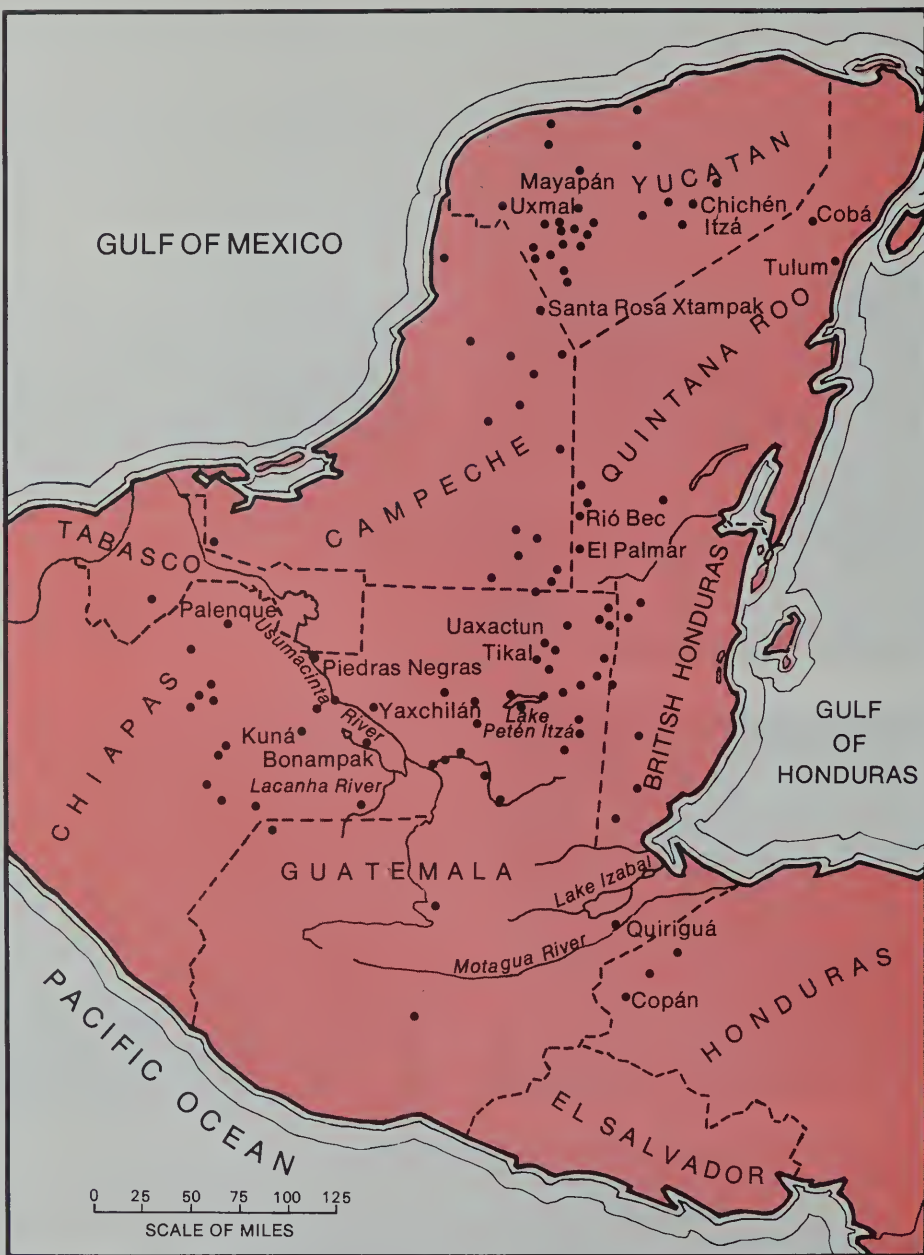 GULF OF MEXICO
YUCATAN
Mayapán
Uxmal
Chichén
Itzá
Cobá
Tulum
Santa Rosa Xtampak
QUINTANA ROO
CAMPECHE
Rió Bec
El Palmar
TABASCO
Palenque
Usumacinta
River
Uaxactun
Tikal
Piedras Negras
Yaxchilán
Lake
Petén Itzá
BRITISH HONDURAS
GULF
OF
HONDURAS
CHIAPAS
Kuná
Bonampak
Lacanha River
GUATEMALA
Lake Izabal
Quiriguá
Motagua River
Copán
HONDURAS
EL SALVADOR
PACIFIC OCEAN
0 25 50 75 100 125
SCALE OF MILES